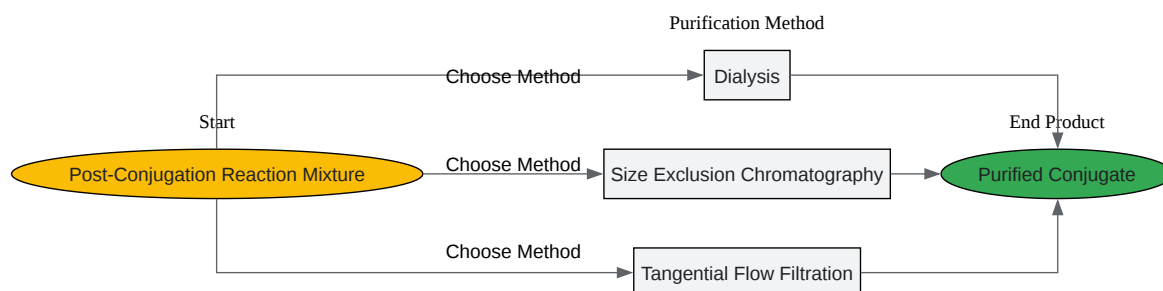 Purification Method
Choose Method
Dialysis
Start
End Product
Post-Conjugation Reaction Mixture
Choose Method
Size Exclusion Chromatography
Purified Conjugate
Choose Method
Tangential Flow Filtration